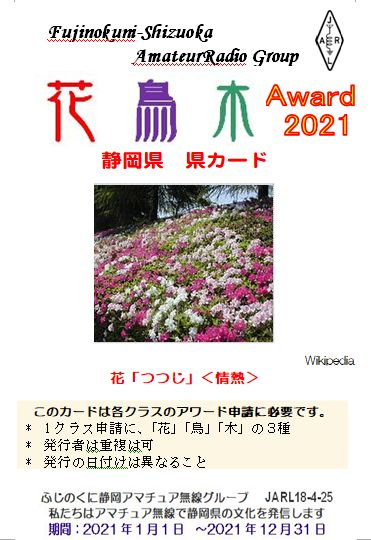 Fujinokuni-Shizuoka
AmateurRadio Group
JARL
花 鳥 木 Award
2021
静岡県 県カード
Wikipedia
花「つつじ」＜情熱＞
このカードは各クラスのアワード申請に必要です。
* 1クラス申請に、「花」「鳥」「木」の3種
* 発行者は重複は可
* 発行の日付けは異なること
ふじのくに静岡アマチュア無線グループ JARL18-4-25
私たちはアマチュア無線で静岡県の文化を発信します
期間：2021年1月1日 ～2021年12月31日